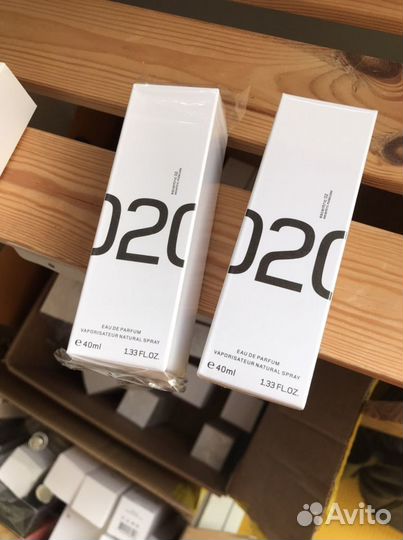 020
EAU DE PARFUM
VAPORISATEUR NATURAL SPRAY
℮ 40ml
1.33 FL.OZ.
020
EAU DE PARFUM
VAPORISATEUR NATURAL SPRAY
℮ 40ml
1.33 FL.OZ.
Avito